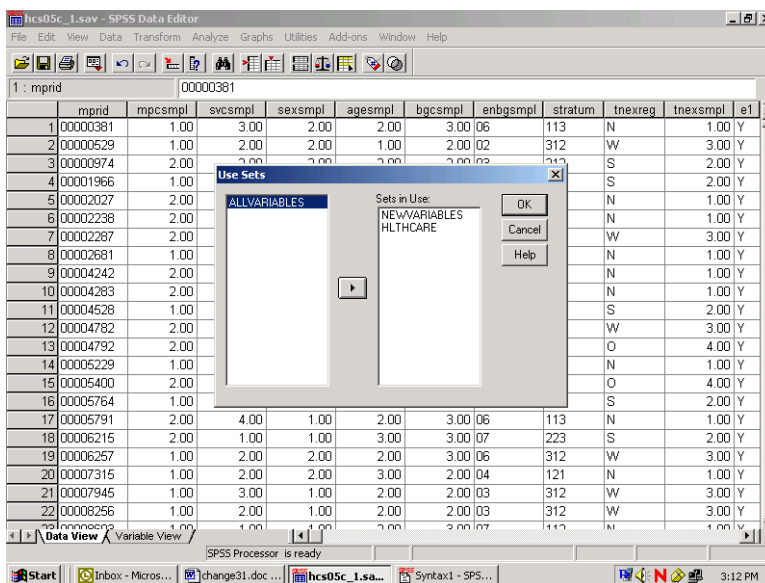 hcs05c_1.sav - SPSS Data Editor
File Edit View Data Transform Analyze Graphs Utilities Add-ons Window Help
1 : mprid 00000381
mprid mpcsmpl svcsmpl sexsmpl agesmpl bgcsmpl enbgsmpl stratum tnexreg tnexsmpl e1
1 00000381 1.00 3.00 2.00 2.00 3.00 06 113 N 1.00 Y
2 00000529 1.00 2.00 2.00 1.00 2.00 02 312 W 3.00 Y
3 00000974 2.00 S 2.00 Y
4 00001966 1.00 S 2.00 Y
5 00002027 2.00 N 1.00 Y
6 00002238 2.00 N 1.00 Y
7 00002287 2.00 W 3.00 Y
8 00002681 1.00 N 1.00 Y
9 00004242 2.00 N 1.00 Y
10 00004283 2.00 N 1.00 Y
11 00004528 1.00 S 2.00 Y
12 00004782 2.00 W 3.00 Y
13 00004792 2.00 O 4.00 Y
14 00005229 1.00 N 1.00 Y
15 00005400 2.00 O 4.00 Y
16 00005764 1.00 S 2.00 Y
17 00005791 2.00 4.00 1.00 2.00 3.00 06 113 N 1.00 Y
18 00006215 2.00 1.00 1.00 3.00 3.00 07 223 S 2.00 Y
19 00006257 1.00 2.00 2.00 2.00 3.00 06 312 W 3.00 Y
20 00007315 1.00 2.00 2.00 3.00 2.00 04 121 N 1.00 Y
21 00007945 1.00 3.00 1.00 2.00 2.00 03 312 W 3.00 Y
22 00008256 1.00 2.00 1.00 2.00 2.00 03 312 W 3.00 Y
Use Sets
ALLVARIABLES
Sets in Use:
NEWVARIABLES
HLTHCARE
OK
Cancel
Help
Data View Variable View
SPSS Processor is ready
Start Inbox - Micros... change31.doc ... hcs05c_1.sa... Syntax1 - SPS... 3:12 PM